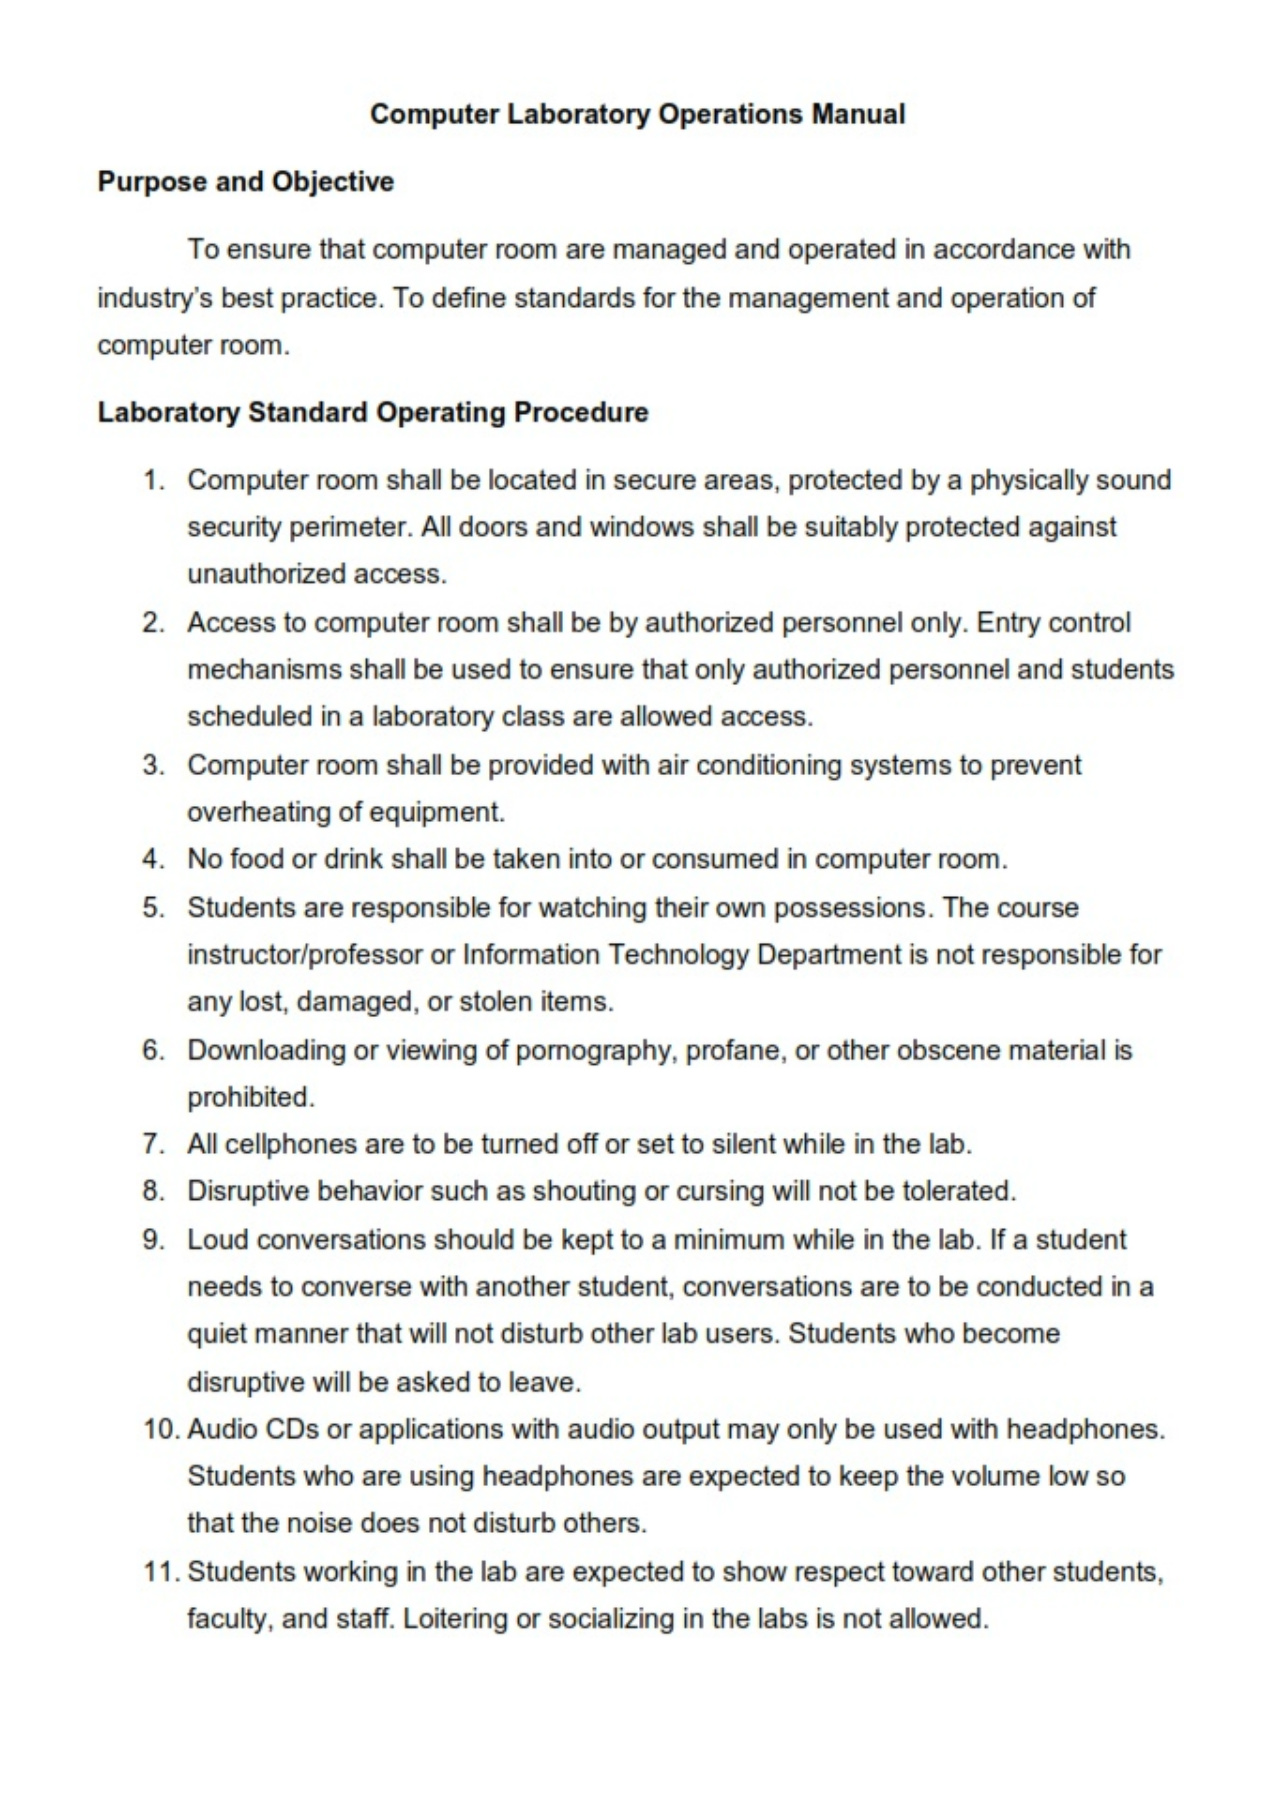 Computer Laboratory Operations Manual
Purpose and Objective
To ensure that computer room are managed and operated in accordance with
industry's best practice. To define standards for the management and operation of
computer room.
Laboratory Standard Operating Procedure
1. Computer room shall be located in secure areas, protected by a physically sound
security perimeter. All doors and windows shall be suitably protected against
unauthorized access.
2. Access to computer room shall be by authorized personnel only. Entry control
mechanisms shall be used to ensure that only authorized personnel and students
scheduled in a laboratory class are allowed access.
3. Computer room shall be provided with air conditioning systems to prevent
overheating of equipment.
4. No food or drink shall be taken into or consumed in computer room.
5. Students are responsible for watching their own possessions. The course
instructor/professor or Information Technology Department is not responsible for
any lost, damaged, or stolen items.
6. Downloading or viewing of pornography, profane, or other obscene material is
prohibited.
7. All cellphones are to be turned off or set to silent while in the lab.
8. Disruptive behavior such as shouting or cursing will not be tolerated.
9. Loud conversations should be kept to a minimum while in the lab. If a student
needs to converse with another student, conversations are to be conducted in a
quiet manner that will not disturb other lab users. Students who become
disruptive will be asked to leave.
10. Audio CDs or applications with audio output may only be used with headphones.
Students who are using headphones are expected to keep the volume low so
that the noise does not disturb others.
11. Students working in the lab are expected to show respect toward other students,
faculty, and staff. Loitering or socializing in the labs is not allowed.